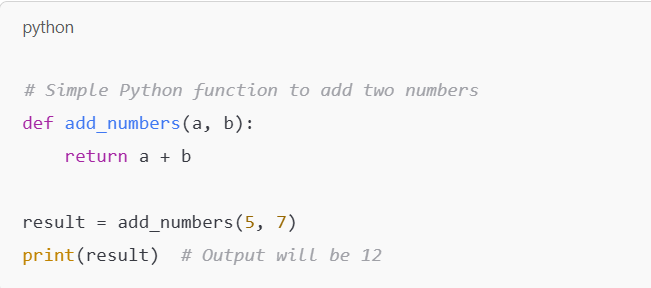 python
# Simple Python function to add two numbers
def add_numbers(a, b):
    return a + b
result = add_numbers(5, 7)
print(result)  # Output will be 12